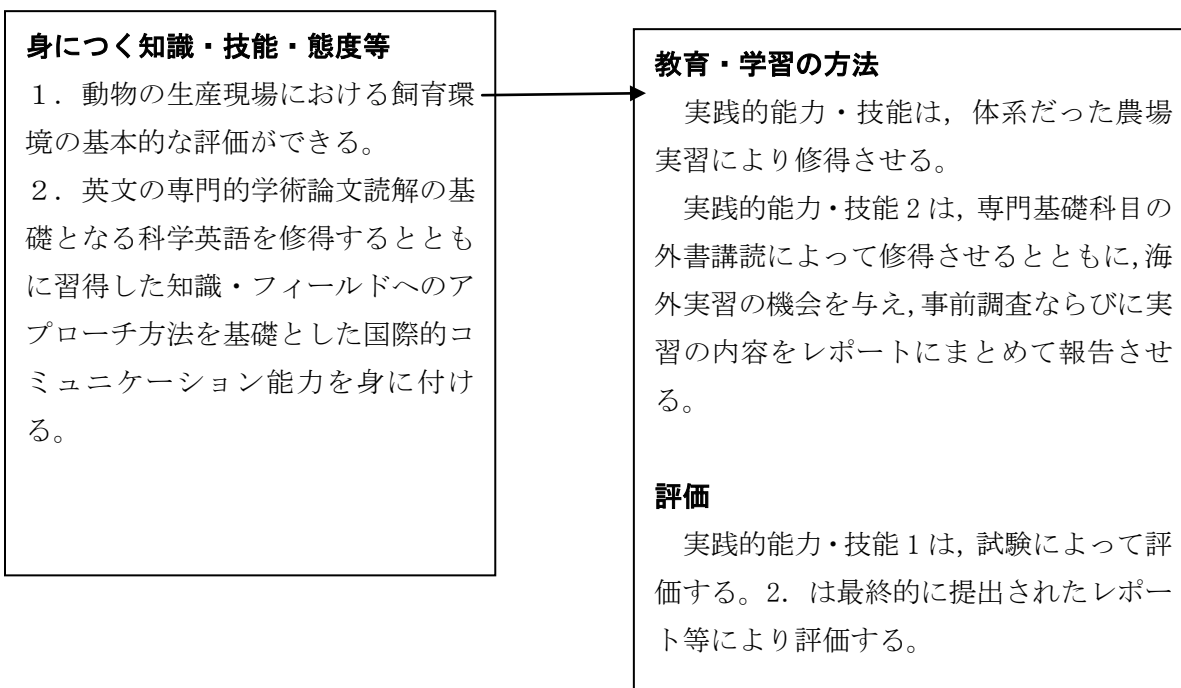 身につく知識・技能・態度等
１．動物の生産現場における飼育環
境の基本的な評価ができる。
２．英文の専門的学術論文読解の基
礎となる科学英語を修得するととも
に習得した知識・フィールドへのア
プローチ方法を基礎とした国際的コ
ミュニケーション能力を身に付け
る。
教育・学習の方法
実践的能力・技能は，体系だった農場
実習により修得させる。
実践的能力・技能 2 は，専門基礎科目の
外書講読によって修得させるとともに，海
外実習の機会を与え，事前調査ならびに実
習の内容をレポートにまとめて報告させ
る。
評価
実践的能力・技能 1 は，試験によって評
価する。2．は最終的に提出されたレポー
ト等により評価する。